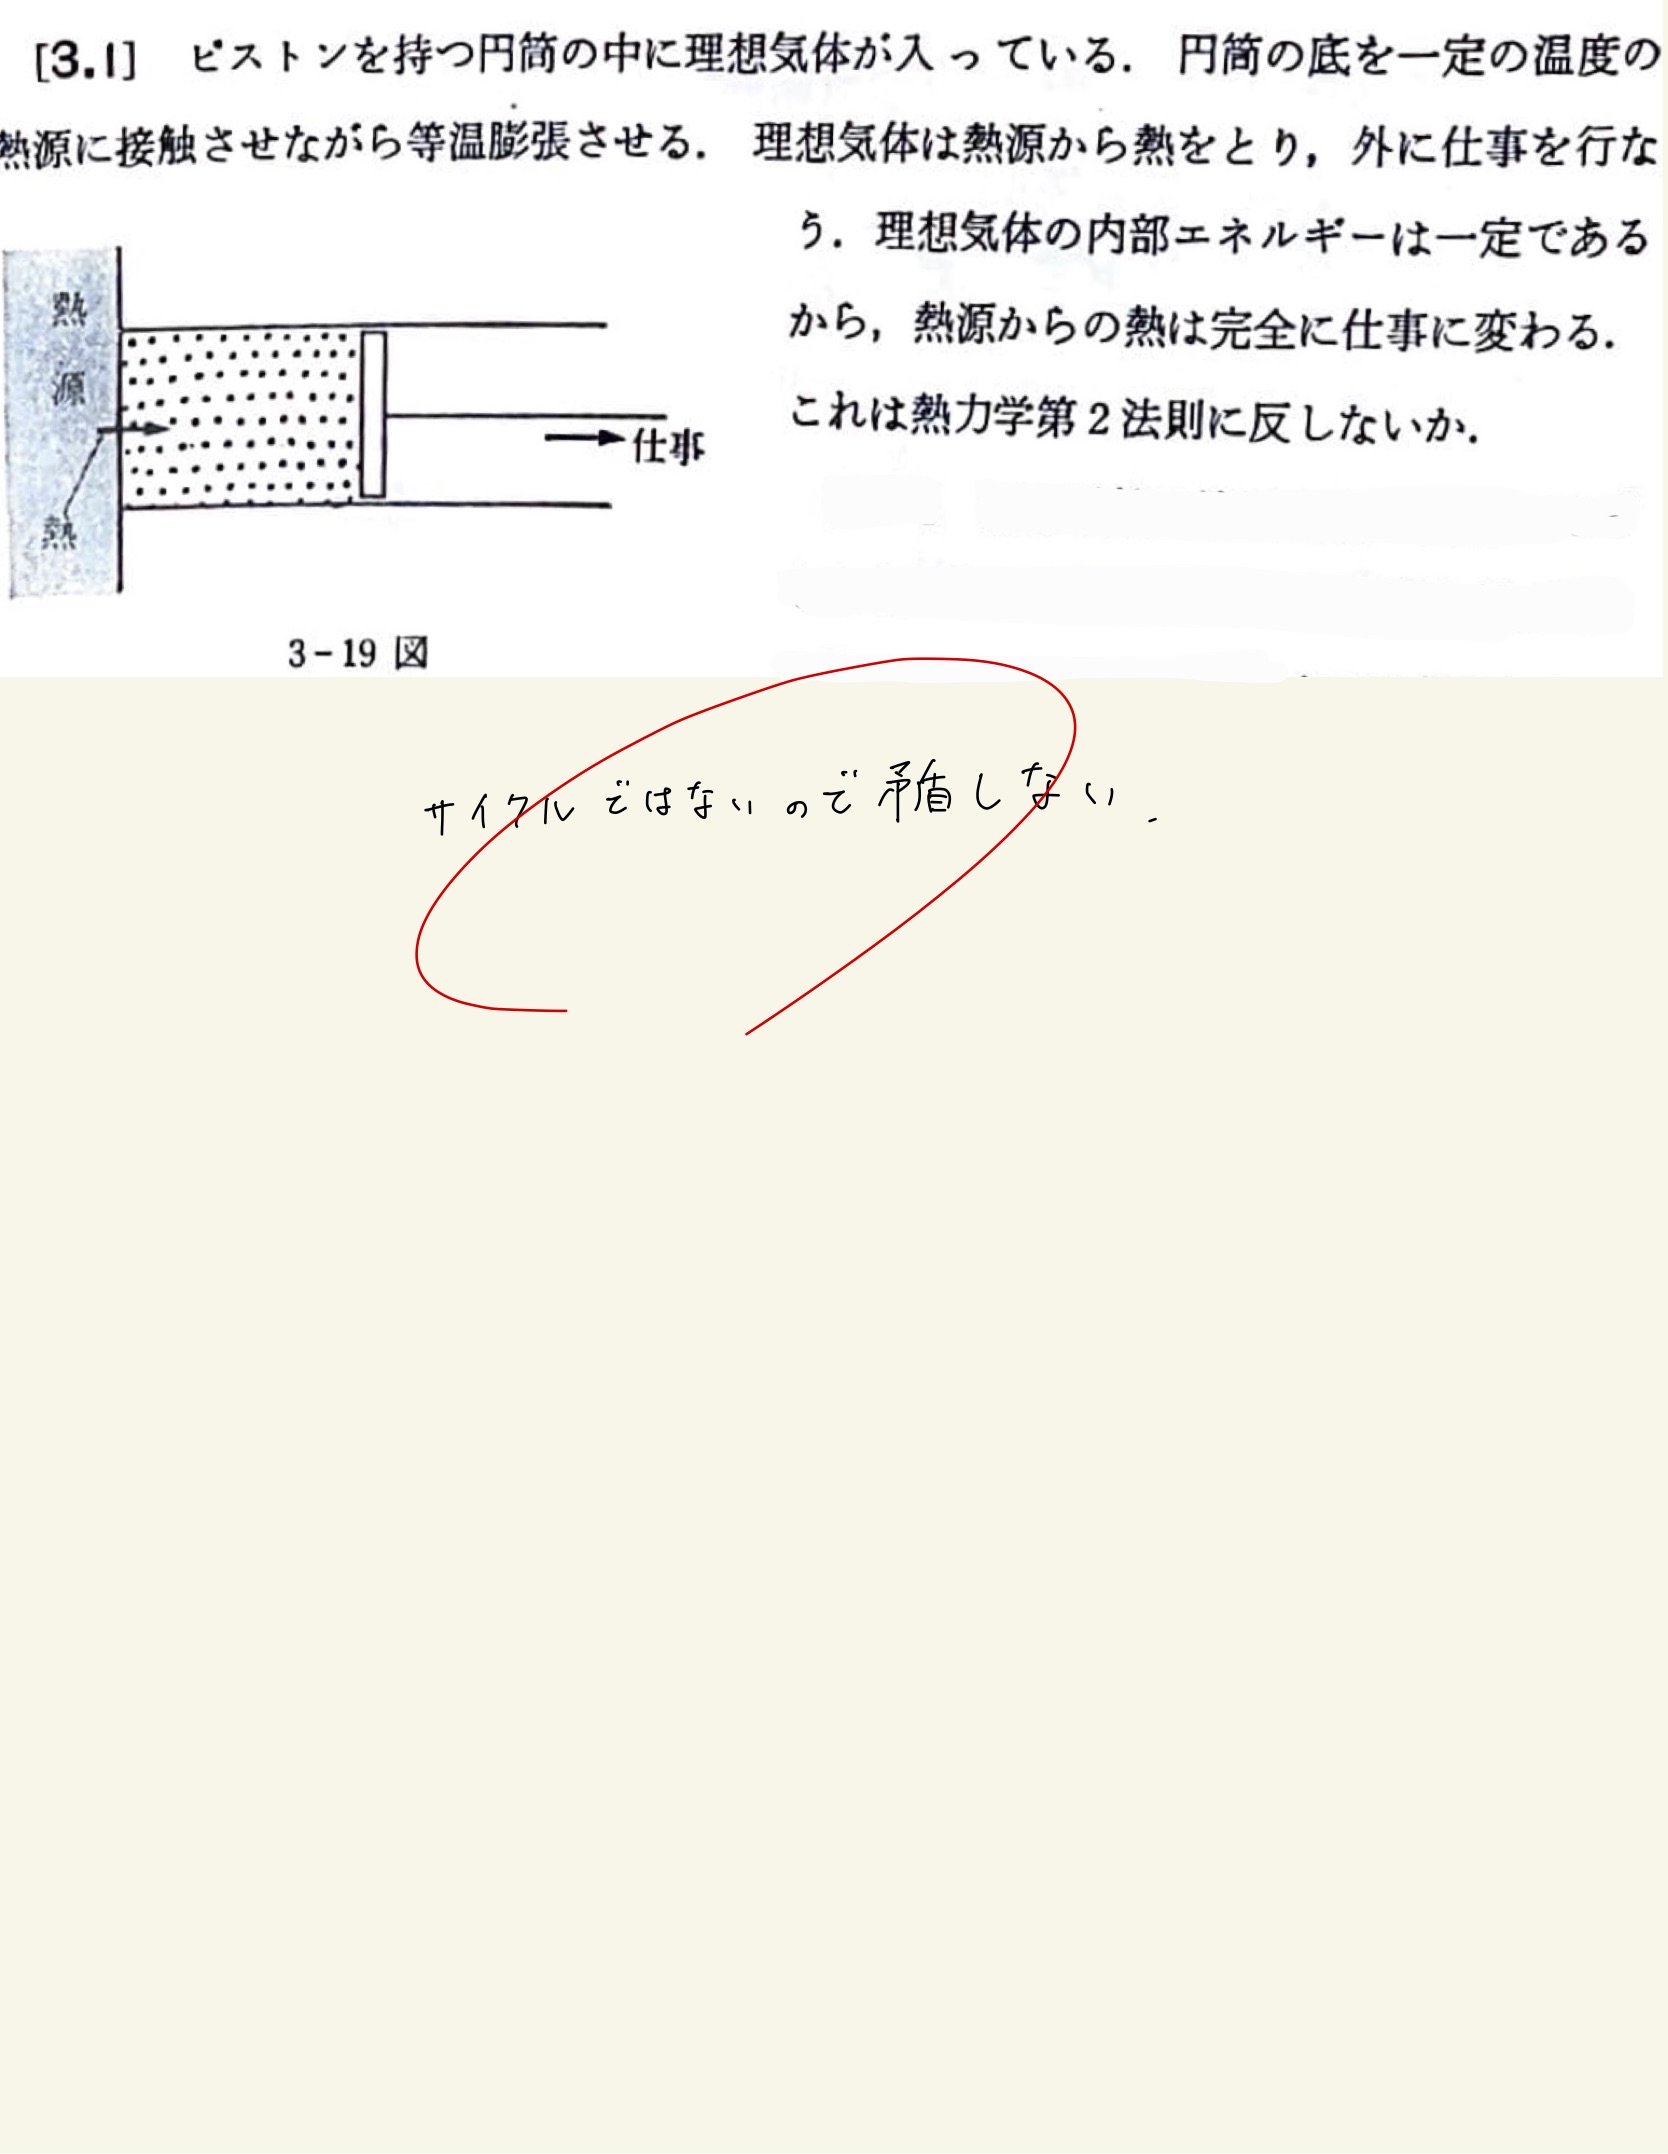 [3.1] ピストンを持つ円筒の中に理想気体が入っている. 円筒の底を一定の温度の
熱源に接触させながら等温膨張させる. 理想気体は熱源から熱をとり, 外に仕事を行な
う. 理想気体の内部エネルギーは一定である
から, 熱源からの熱は完全に仕事に変わる.
これは熱力学第2法則に反しないか.
熱源
熱
仕事
3-19 図
サイクルではないので矛盾しない.